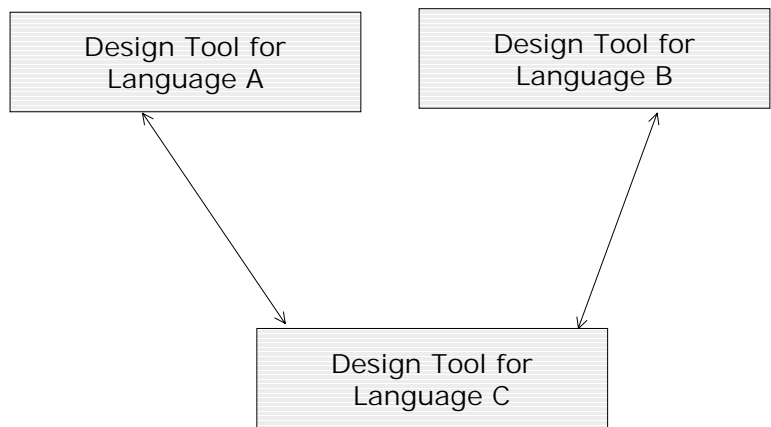 Design Tool for
Language A
Design Tool for
Language B
Design Tool for
Language C